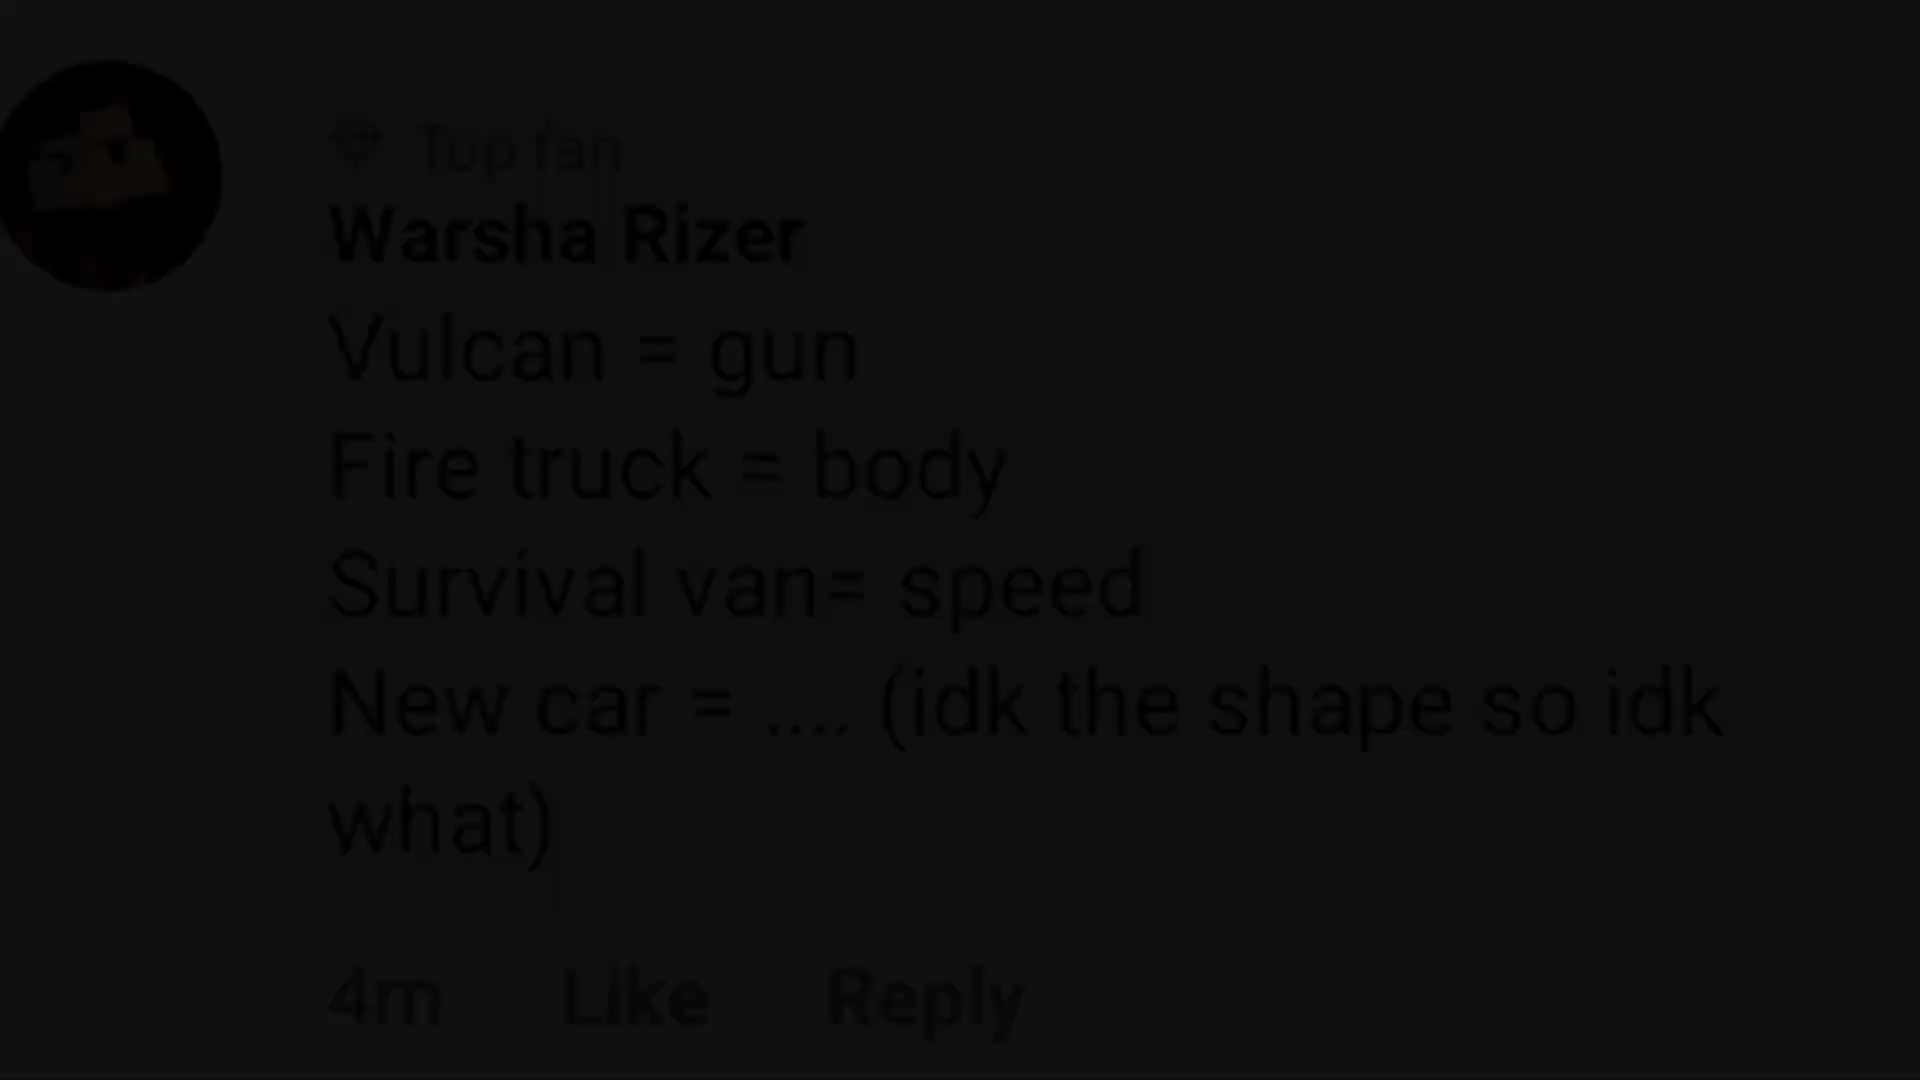 Top fan
Warsha Rizer
Vulcan = gun
Fire truck = body
Survival van= speed
New car = .... (idk the shape so idk
what)
4m Like Reply